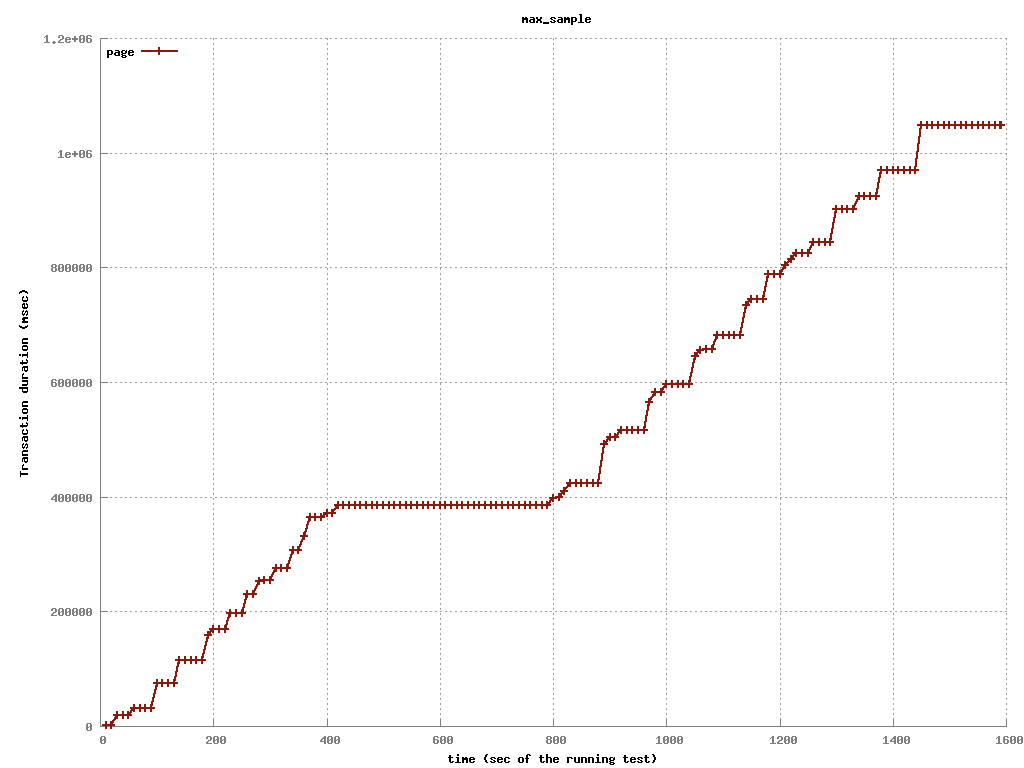 max_sample
1.2e+06
page
1e+06
800000
600000
400000
200000
0
Transaction duration (msec)
0 200 400 600 800 1000 1200 1400 1600
time (sec of the running test)